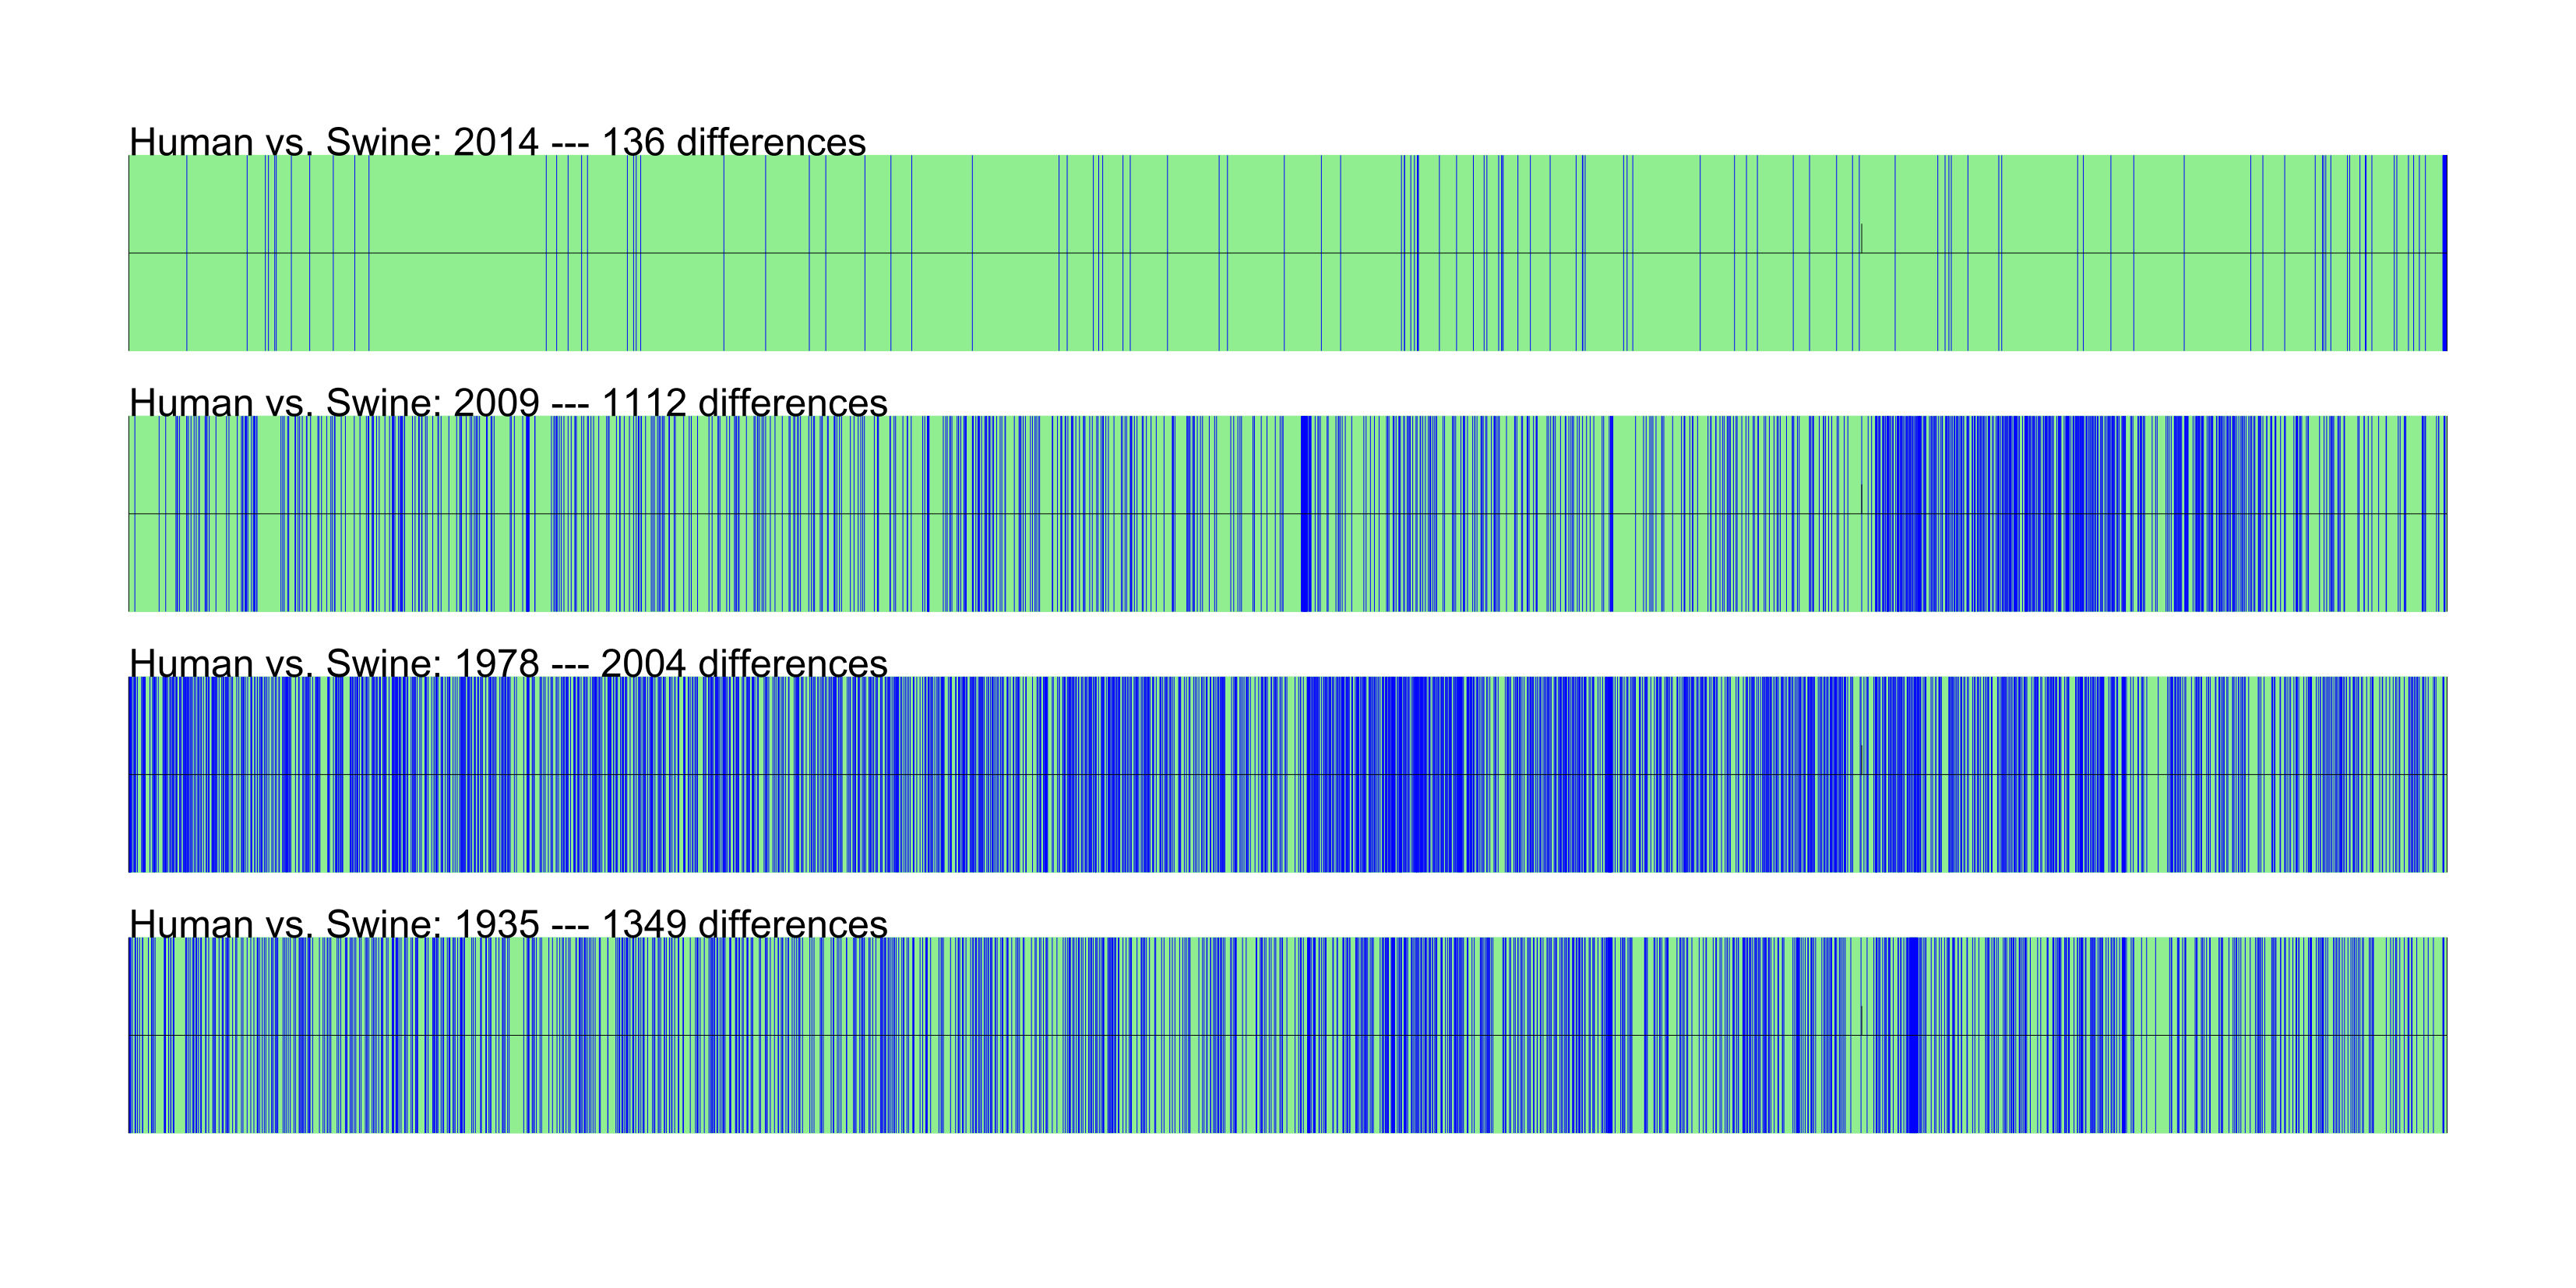 Human vs. Swine: 2014 --- 136 differences
Human vs. Swine: 2009 --- 1112 differences
Human vs. Swine: 1978 --- 2004 differences
Human vs. Swine: 1935 --- 1349 differences